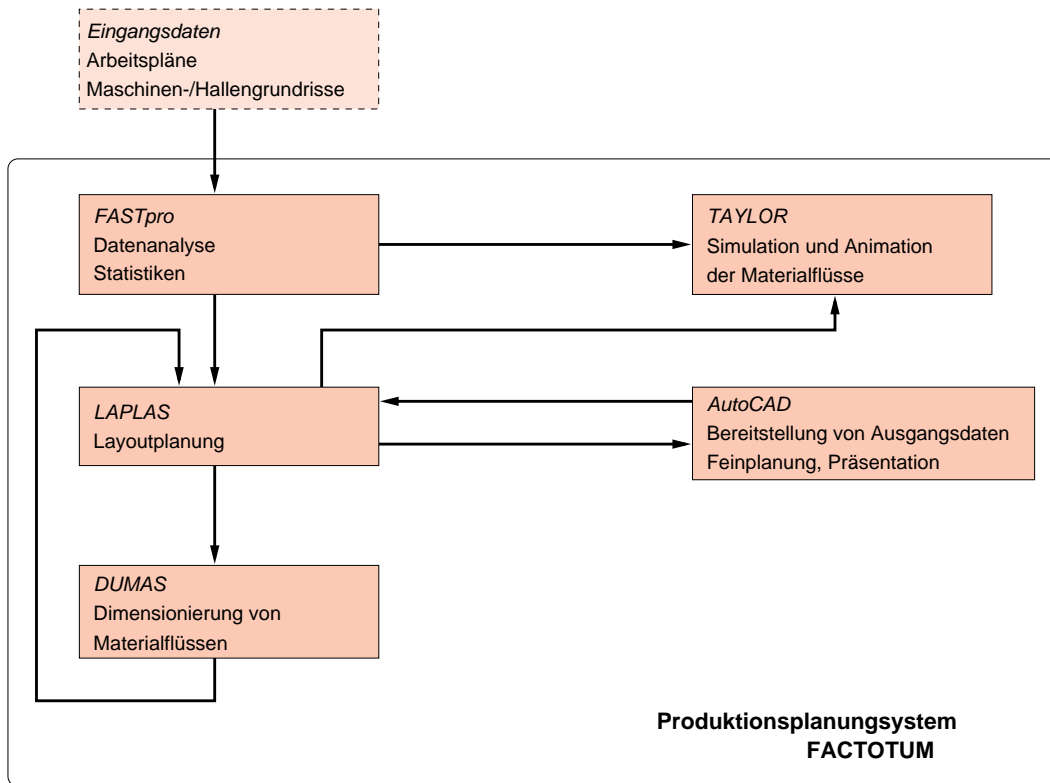 Eingangsdaten
Arbeitspläne
Maschinen-/Hallengrundrisse
FASTpro
Datenanalyse
Statistiken
TAYLOR
Simulation und Animation
der Materialflüsse
LAPLAS
Layoutplanung
AutoCAD
Bereitstellung von Ausgangsdaten
Feinplanung, Präsentation
DUMAS
Dimensionierung von
Materialflüssen
Produktionsplanungsystem
FACTOTUM